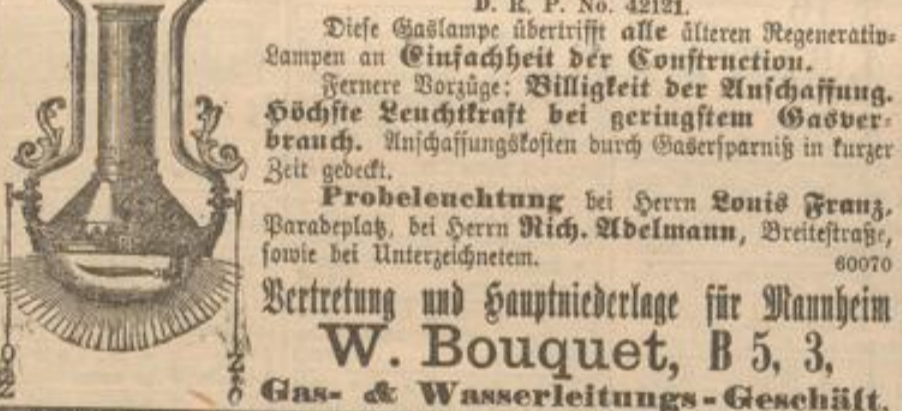 D. R. P. No. 42121.
Diese Gaslampe übertrifft alle älteren Regenerativ-
Lampen an Einfachheit der Construction.
Fernere Vorzüge: Billigkeit der Anschaffung.
Höchste Leuchtkraft bei geringstem Gasver-
brauch. Anschaffungskosten durch Gasersparniß in kurzer
Zeit gedeckt.
Probeleuchtung bei Herrn Louis Franz,
Paradeplatz, bei Herrn Rich. Adelmann, Breitestraße,
sowie bei Unterzeichnetem. 60070
Vertretung und Hauptniederlage für Mannheim
W. Bouquet, B 5, 3,
Gas- & Wasserleitungs-Geschäft.